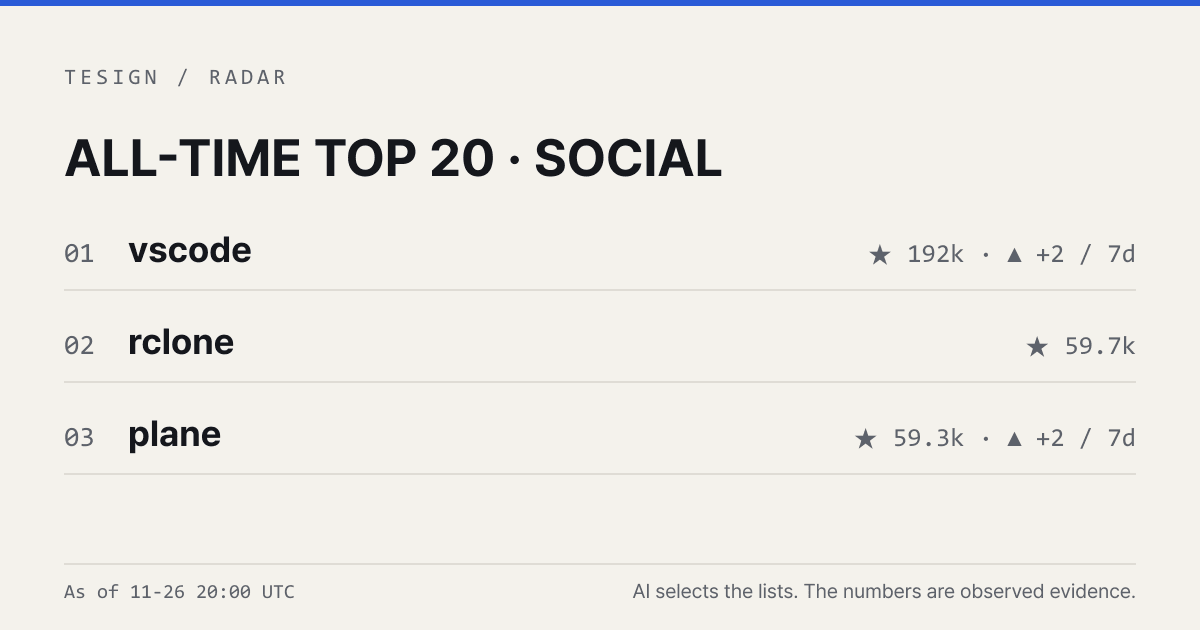 TESIGN / RADAR
ALL-TIME TOP 20 · SOCIAL
01 vscode ★ 192k · ▲ +2 / 7d
02 rclone ★ 59.7k
03 plane ★ 59.3k · ▲ +2 / 7d
As of 11-26 20:00 UTC AI selects the lists. The numbers are observed evidence.